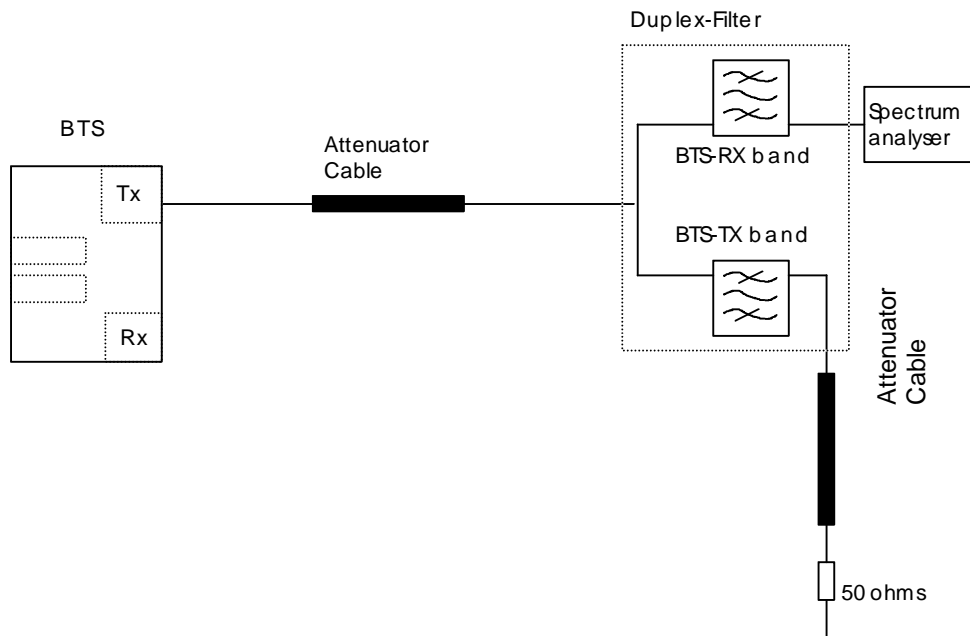 Duplex-Filter
BTS
Tx
Rx
Attenuator
Cable
BTS-RX band
Spectrum
analyser
BTS-TX band
Attenuator
Cable
50 ohms